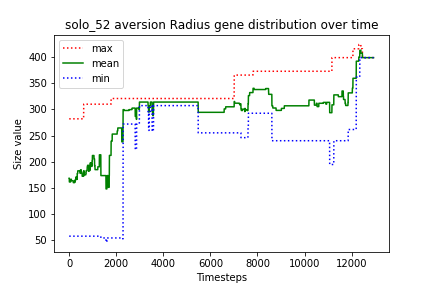 solo_52 aversion Radius gene distribution over time
max
mean
min
Size value
400
350
300
250
200
150
100
50
0 2000 4000 6000 8000 10000 12000
Timesteps